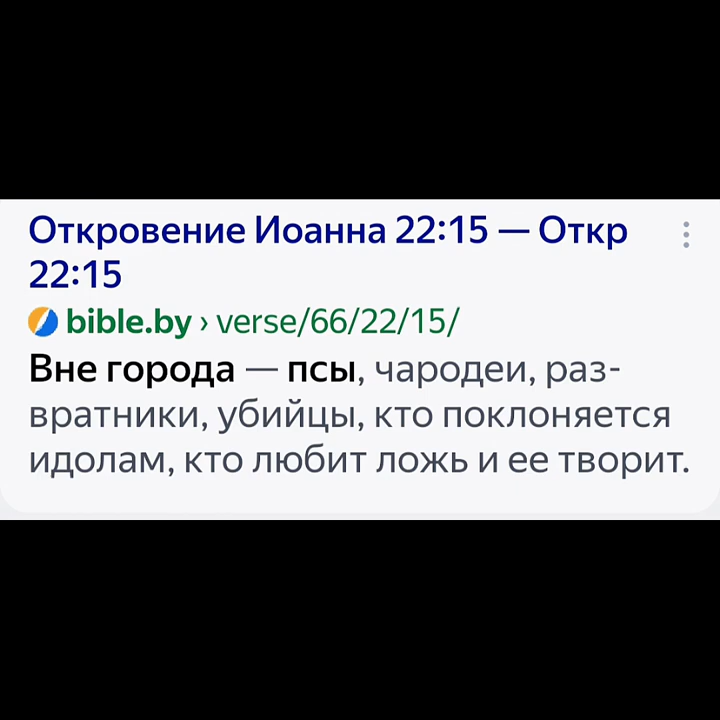 Откровение Иоанна 22:15 — Откр
22:15
bible.by › verse/66/22/15/
Вне города — псы, чародеи, раз-
вратники, убийцы, кто поклоняется
идолам, кто любит ложь и ее творит.